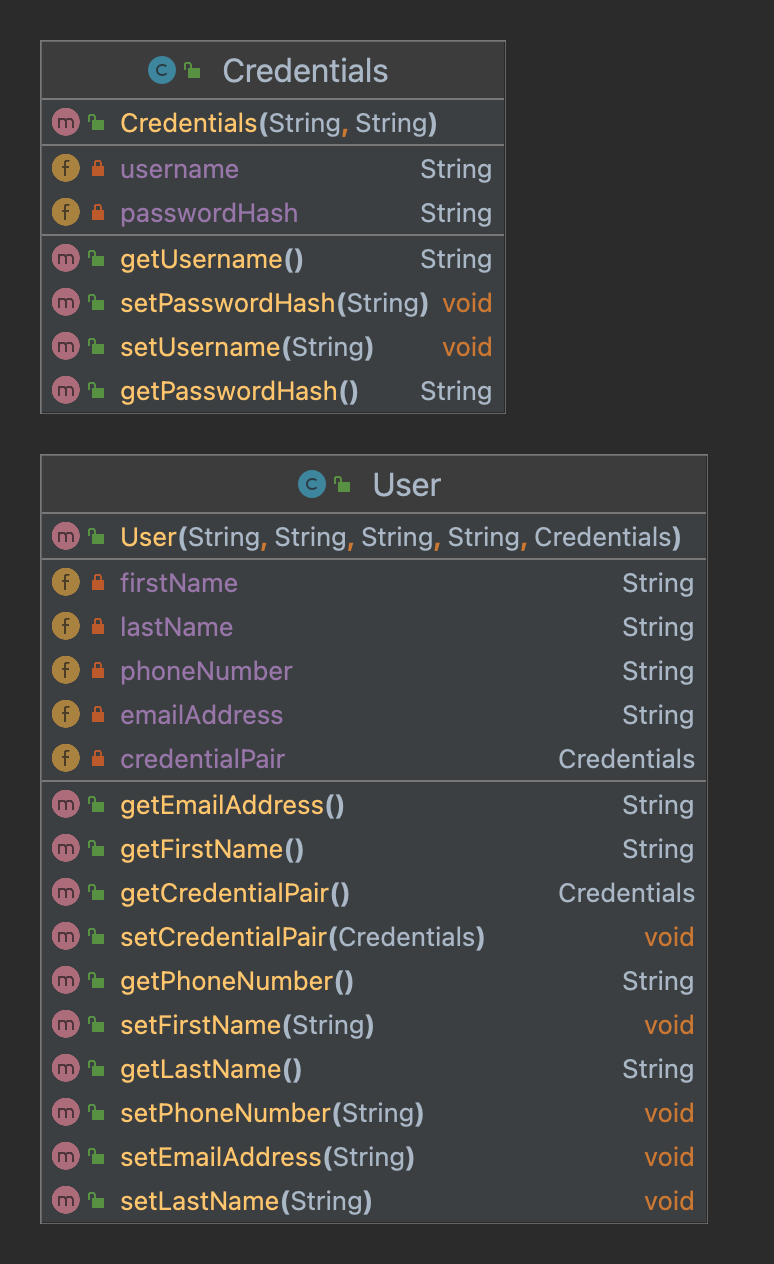 Credentials
Credentials(String, String)
username String
passwordHash String
getUsername() String
setPasswordHash(String) void
setUsername(String) void
getPasswordHash() String
User
User(String, String, String, String, Credentials)
firstName String
lastName String
phoneNumber String
emailAddress String
credentialPair Credentials
getEmailAddress() String
getFirstName() String
getCredentialPair() Credentials
setCredentialPair(Credentials) void
getPhoneNumber() String
setFirstName(String) void
getLastName() String
setPhoneNumber(String) void
setEmailAddress(String) void
setLastName(String) void